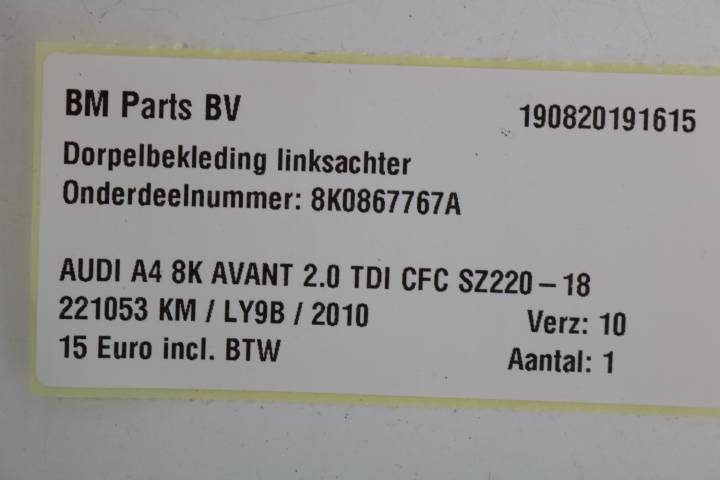 BM Parts BV 190820191615
Dorpelbekleding linksachter
Onderdeelnummer: 8K0867767A
AUDI A4 8K AVANT 2.0 TDI CFC SZ220 – 18
221053 KM / LY9B / 2010 Verz: 10
15 Euro incl. BTW Aantal: 1